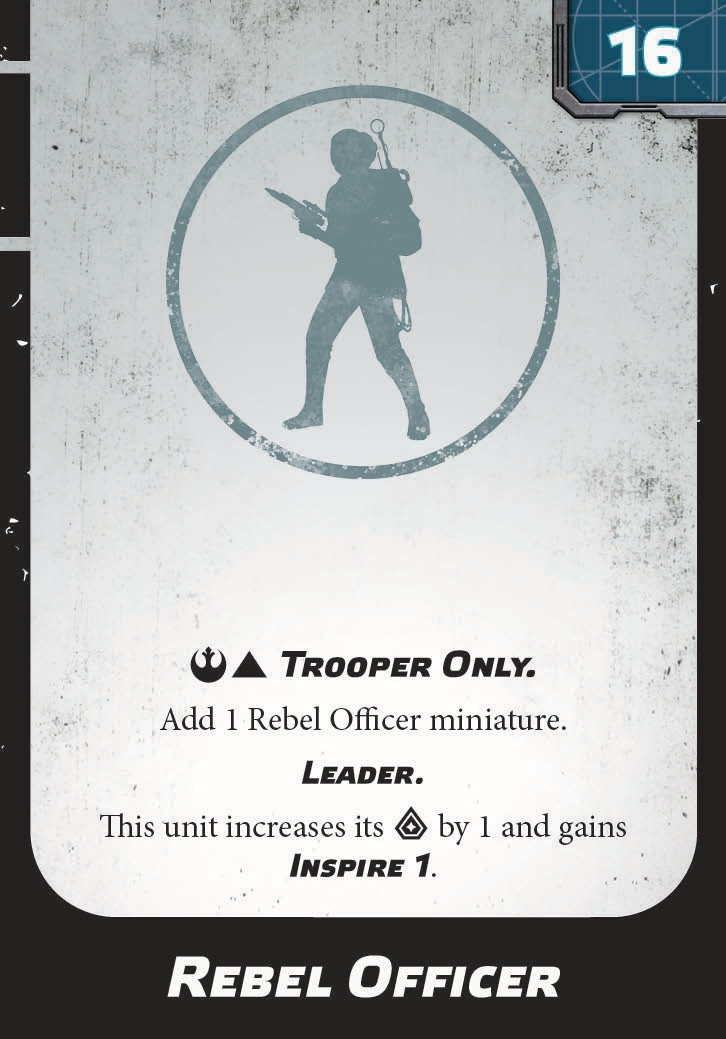 16
Trooper Only.
Add 1 Rebel Officer miniature.
Leader.
This unit increases its by 1 and gains
Inspire 1.
Rebel Officer